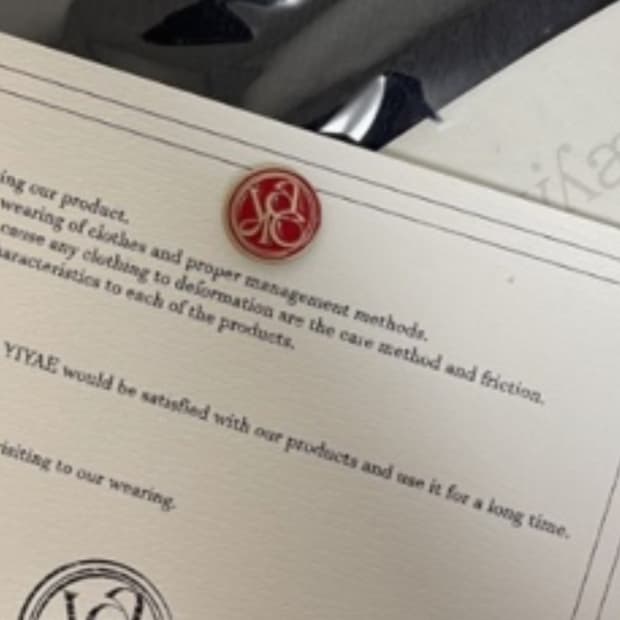 ing our product.
wearing of clothes and proper management methods.
cause any clothing to deformation are the care method and friction.
haracteristics to each of the products.
YIYAE would be satisfied with our products and use it for a long time.
isiting to our wearing.